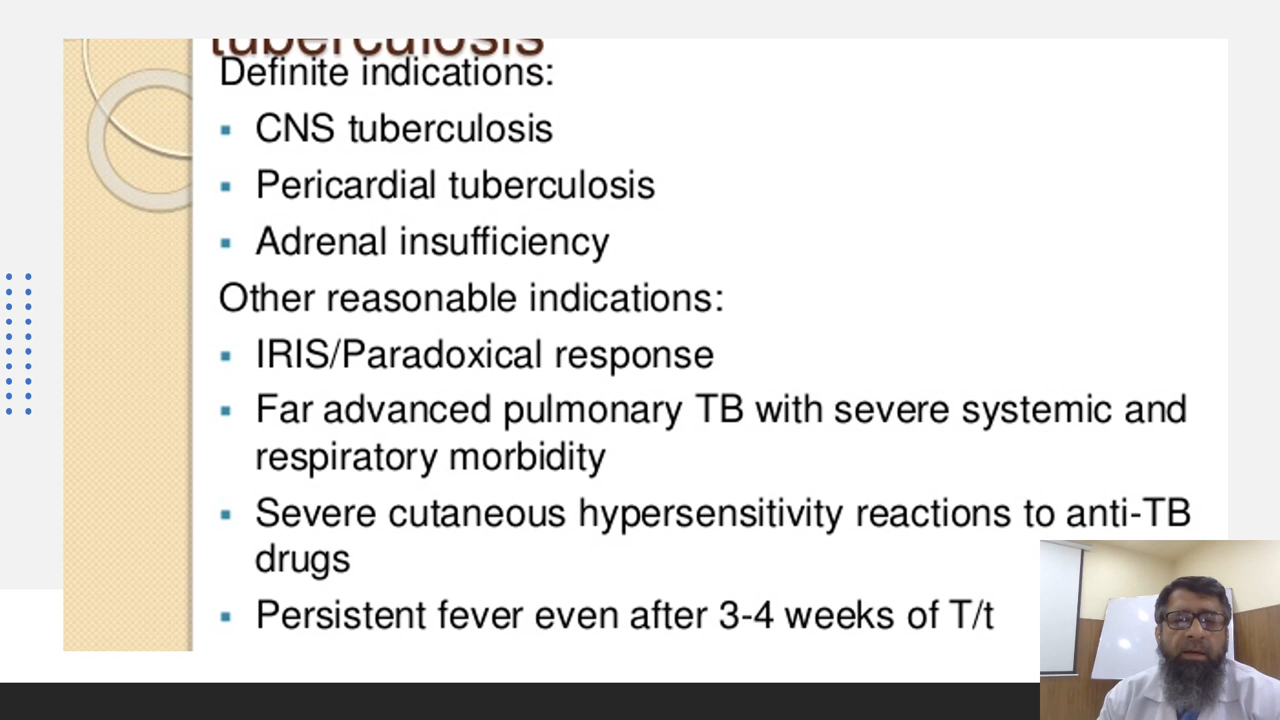 tuberculosis
Definite indications:
▪ CNS tuberculosis
▪ Pericardial tuberculosis
▪ Adrenal insufficiency
Other reasonable indications:
▪ IRIS/Paradoxical response
▪ Far advanced pulmonary TB with severe systemic and
respiratory morbidity
▪ Severe cutaneous hypersensitivity reactions to anti-TB
drugs
▪ Persistent fever even after 3-4 weeks of T/t